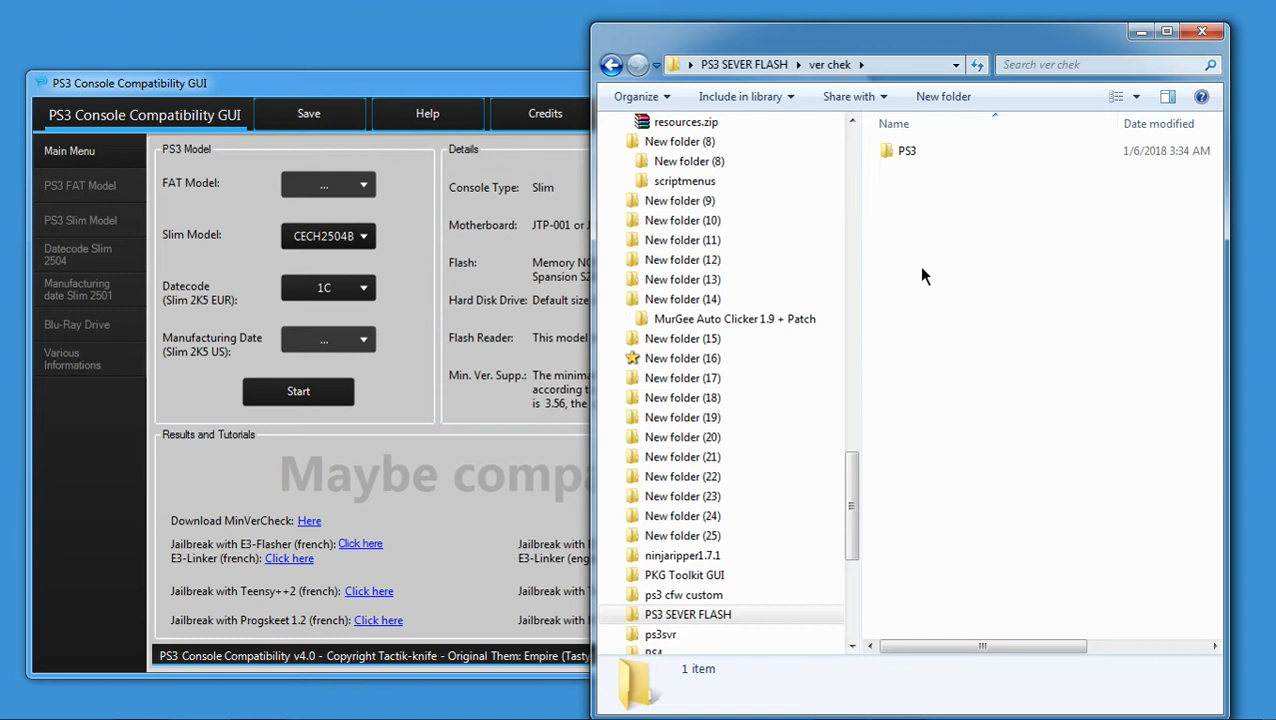 PS3 Console Compatibility GUI
PS3 Console Compatibility GUI
Save
Help
Credits
Main Menu
PS3 FAT Model
PS3 Slim Model
Datecode Slim
2504
Manufacturing
date Slim 2501
Blu-Ray Drive
Various
Informations
PS3 Model
FAT Model:
...
Slim Model:
CECH2504B
Datecode
(Slim 2K5 EUR):
1C
Manufacturing Date
(Slim 2K5 US):
...
Start
Details
Console Type: Slim
Motherboard: JTP-001 or
Flash: Memory
Spansion
Hard Disk Drive: Default size
Flash Reader: This model
Min. Ver. Supp.: The minima
according to
is 3.56, the
Results and Tutorials
Maybe compa
Download MinVerCheck: Here
Jailbreak with E3-Flasher (french): Click here
E3-Linker (french): Click here
Jailbreak with Teensy++2 (french): Click here
Jailbreak with Progskeet 1.2 (french): Click here
Jailbreak with
E3-Linker (eng
Jailbreak with
Jailbreak with
PS3 Console Compatibility v4.0 - Copyright Tactik-knife - Original Them: Empire (Tasty
PS3 SEVER FLASH
ver chek
Search ver chek
Organize
Include in library
Share with
New folder
resources.zip
New folder (8)
New folder (8)
scriptmenus
New folder (9)
New folder (10)
New folder (11)
New folder (12)
New folder (13)
New folder (14)
MurGee Auto Clicker 1.9 + Patch
New folder (15)
New folder (16)
New folder (17)
New folder (18)
New folder (19)
New folder (20)
New folder (21)
New folder (22)
New folder (23)
New folder (24)
New folder (25)
ninjaripper1.7.1
PKG Toolkit GUI
ps3 cfw custom
PS3 SEVER FLASH
ps3svr
PS4
Name
Date modified
PS3
1/6/2018 3:34 AM
1 item